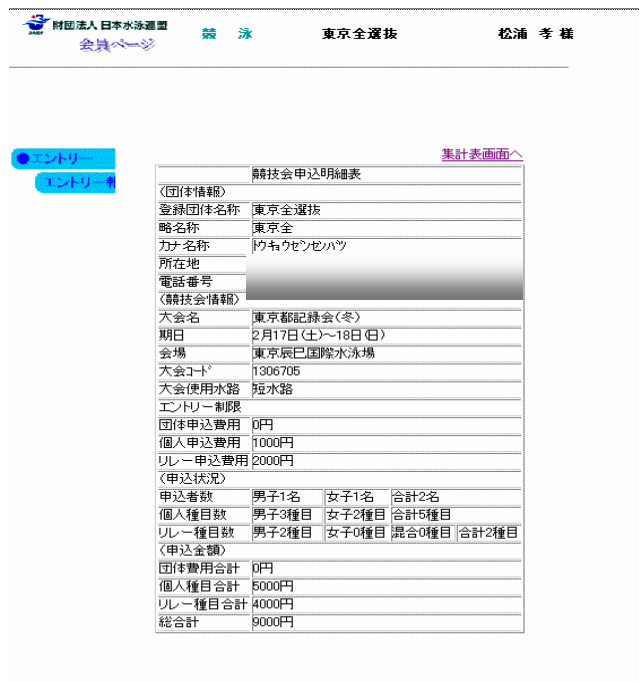 財団法人 日本水泳連盟
会員ページ
競 泳 東京全選抜 松浦 孝 様
集計表画面へ
●エントリー
エントリー
競技会申込明細表
(団体情報)
登録団体名称 東京全選抜
略名称 東京全
カナ名称 トウキョウゼンセンバツ
所在地
電話番号
(競技会情報)
大会名 東京都記録会(冬)
期日 2月17日(土)~18日(日)
会場 東京辰巳国際水泳場
大会コード 1306705
大会使用水路 短水路
エントリー制限
団体申込費用 0円
個人申込費用 1000円
リレー申込費用 2000円
(申込状況)
申込者数 男子1名 女子1名 合計2名
個人種目数 男子3種目 女子2種目 合計5種目
リレー種目数 男子2種目 女子0種目 混合0種目 合計2種目
(申込金額)
団体費用合計 0円
個人種目合計 5000円
リレー種目合計 4000円
総合計 9000円